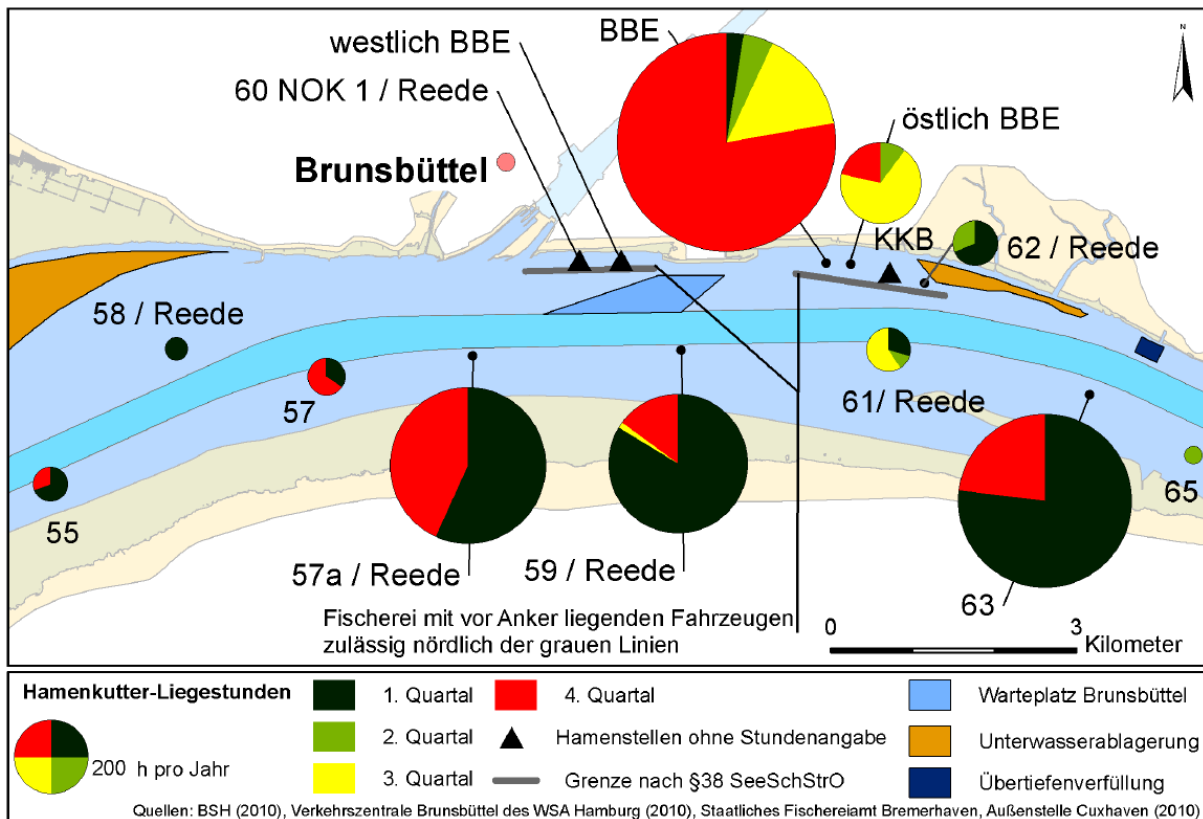 westlich BBE
BBE
N
60 NOK 1 / Reede
östlich BBE
Brunsbüttel
KKB
62 / Reede
58 / Reede
57
61/ Reede
65
55
57a / Reede
59 / Reede
63
Fischerei mit vor Anker liegenden Fahrzeugen
zulässig nördlich der grauen Linien
0
3
Kilometer
Hamenkutter-Liegestunden
200 h pro Jahr
1. Quartal
2. Quartal
3. Quartal
4. Quartal
Hamenstellen ohne Stundenangabe
Grenze nach §38 SeeSchStrO
Warteplatz Brunsbüttel
Unterwasserablagerung
Übertiefenverfüllung
Quellen: BSH (2010), Verkehrszentrale Brunsbüttel des WSA Hamburg (2010), Staatliches Fischereiamt Bremerhaven, Außenstelle Cuxhaven (2010)